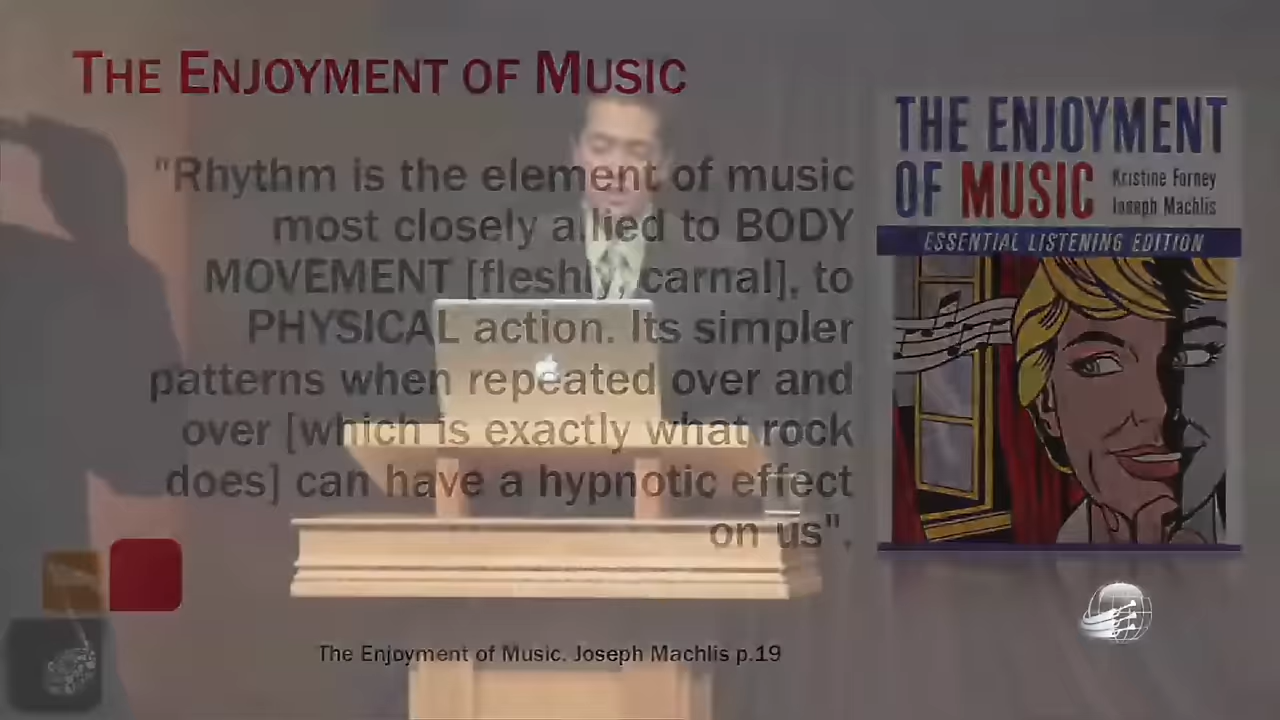 THE ENJOYMENT OF MUSIC
"Rhythm is the element of music
most closely allied to BODY
MOVEMENT [fleshly, carnal], to
PHYSICAL action. Its simpler
patterns when repeated over and
over [which is exactly what rock
does] can have a hypnotic effect
on us".
The Enjoyment of Music. Joseph Machlis p.19
THE ENJOYMENT
OF MUSIC
Kristine Forney
Joseph Machlis
ESSENTIAL LISTENING EDITION